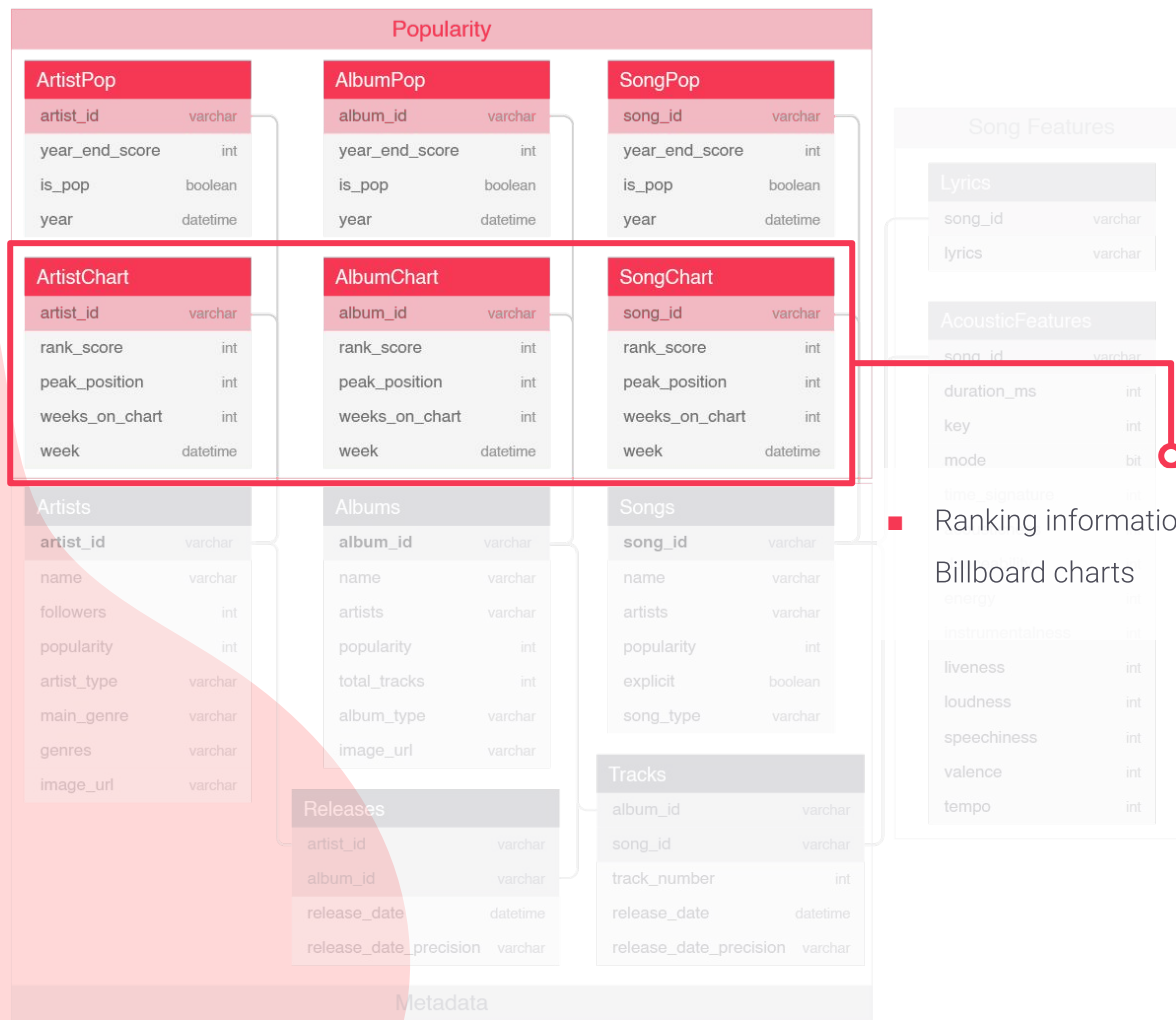 Popularity
ArtistPop
artist_id varchar
year_end_score int
is_pop boolean
year datetime
AlbumPop
album_id varchar
year_end_score int
is_pop boolean
year datetime
SongPop
song_id varchar
year_end_score int
is_pop boolean
year datetime
ArtistChart
artist_id varchar
rank_score int
peak_position int
weeks_on_chart int
week datetime
AlbumChart
album_id varchar
rank_score int
peak_position int
weeks_on_chart int
week datetime
SongChart
song_id varchar
rank_score int
peak_position int
weeks_on_chart int
week datetime
Artists
artist_id varchar
name varchar
followers int
popularity int
artist_type varchar
main_genre varchar
genres varchar
image_url varchar
Albums
album_id varchar
name varchar
artists varchar
popularity int
total_tracks int
album_type varchar
image_url varchar
Songs
song_id varchar
name varchar
artists varchar
popularity int
explicit boolean
song_type varchar
Releases
artist_id varchar
album_id varchar
release_date datetime
release_date_precision varchar
Tracks
album_id varchar
song_id varchar
track_number int
release_date datetime
release_date_precision varchar
Metadata
Song Features
Lyrics
song_id varchar
lyrics varchar
AcousticFeatures
song_id varchar
duration_ms int
key int
mode bit
time_signature int
energy int
instrumentalness int
liveness int
loudness int
speechiness int
valence int
tempo int
Ranking informatio
Billboard charts